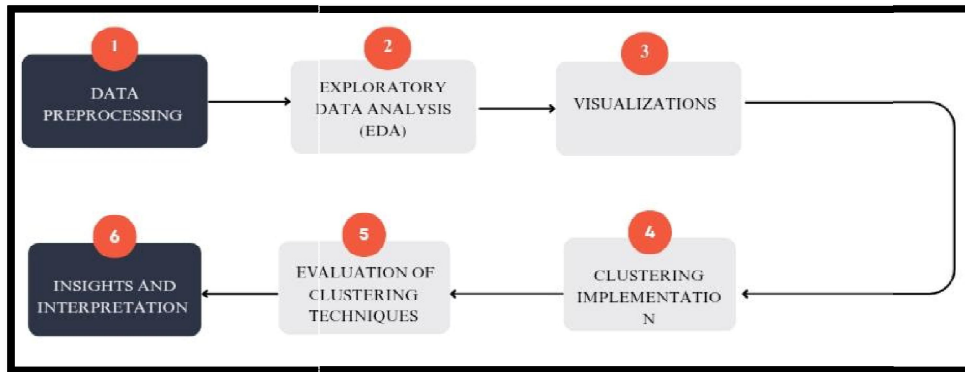 1
DATA
PREPROCESSING
2
EXPLORATORY
DATA ANALYSIS
(EDA)
3
VISUALIZATIONS
4
CLUSTERING
IMPLEMENTATIO
N
5
EVALUATION OF
CLUSTERING
TECHNIQUES
6
INSIGHTS AND
INTERPRETATION